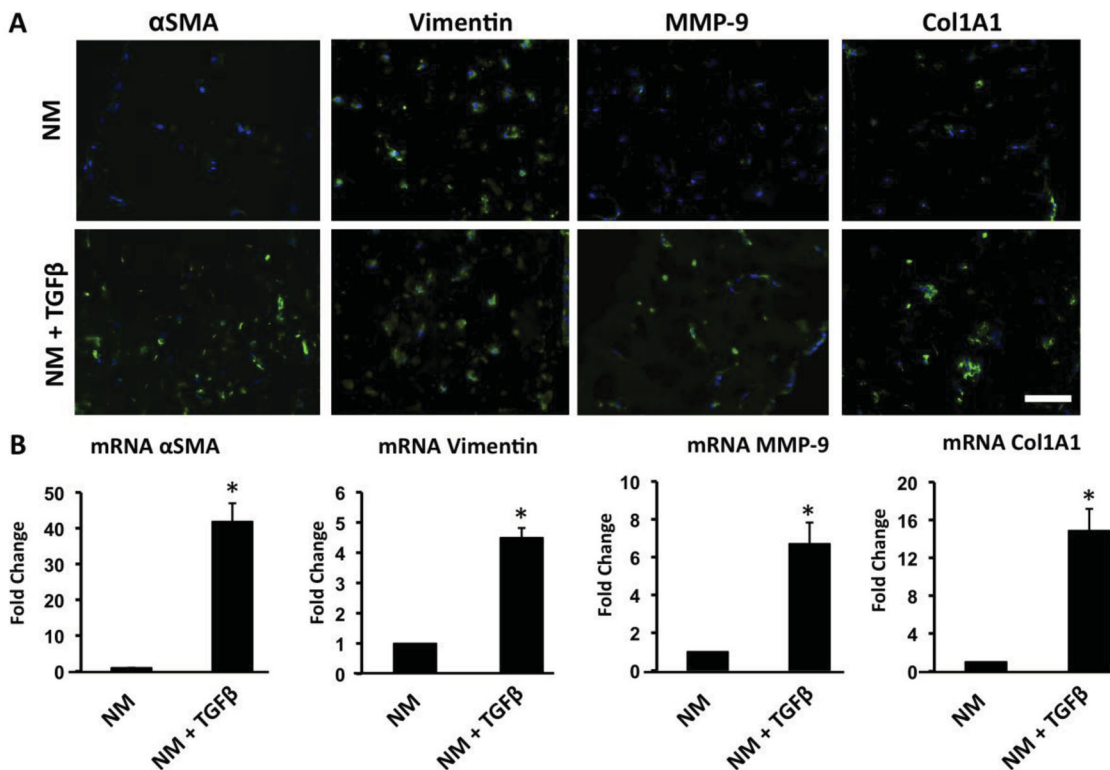 A
αSMA
Vimentin
MMP-9
Col1A1
NM
NM + TGFβ
B
mRNA αSMA
Fold Change
50
40
30
20
10
0
*
NM
NM + TGFβ
mRNA Vimentin
Fold Change
6
5
4
3
2
1
0
*
NM
NM + TGFβ
mRNA MMP-9
Fold Change
10
8
6
4
2
0
*
NM
NM + TGFβ
mRNA Col1A1
Fold Change
20
16
12
8
4
0
*
NM
NM + TGFβ